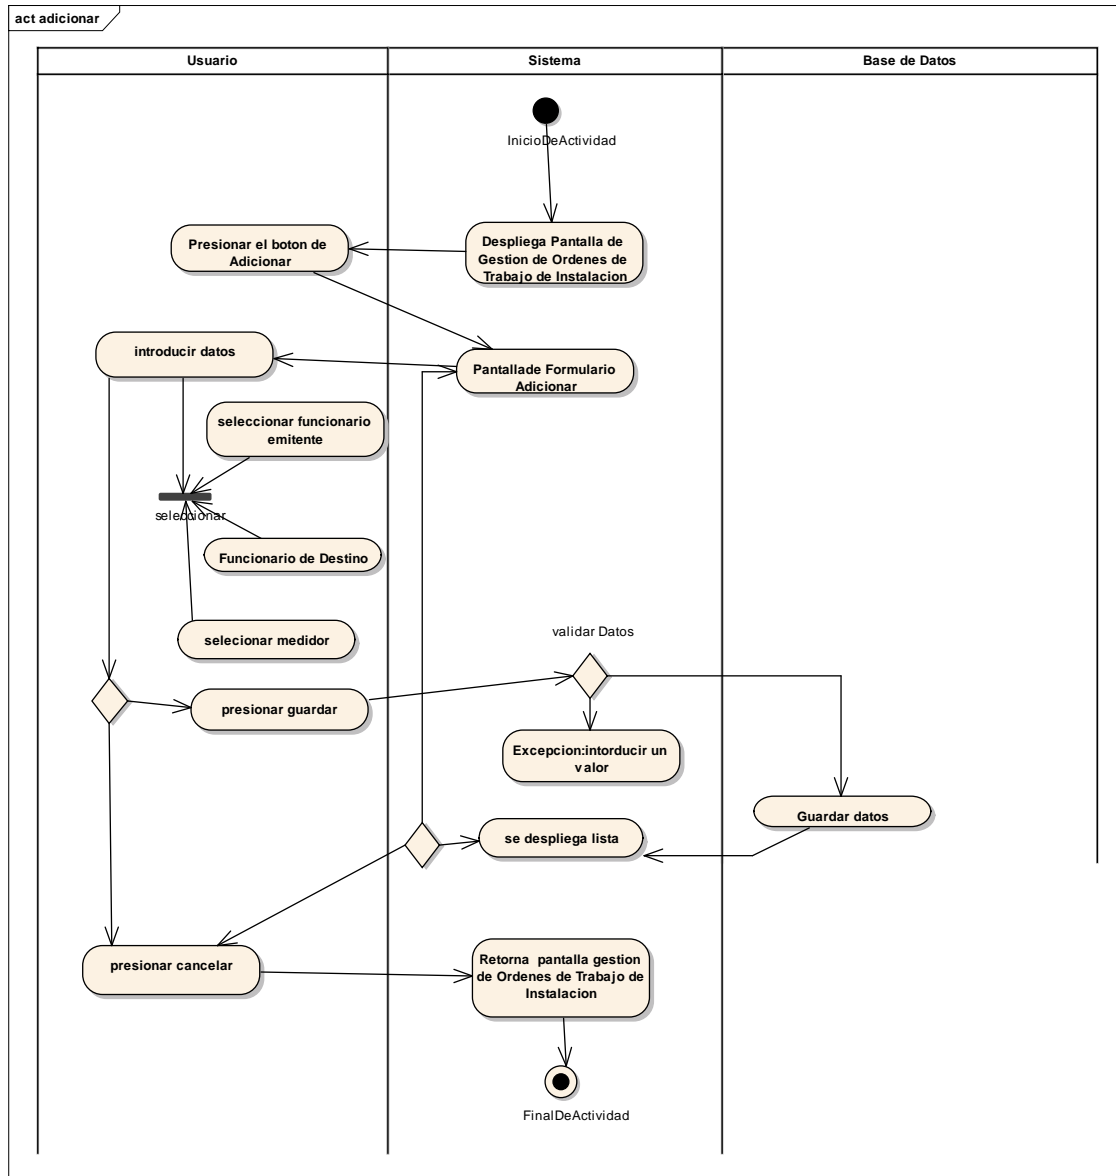 act adicionar
Usuario
Sistema
Base de Datos
InicioDeActividad
Presionar el boton de
Adicionar
Despliega Pantalla de
Gestion de Ordenes de
Trabajo de Instalacion
introducir datos
Pantallade Formulario
Adicionar
seleccionar funcionario
emitente
seleccionar
Funcionario de Destino
selecionar medidor
validar Datos
presionar guardar
Excepcion:intorducir un
valor
Guardar datos
se despliega lista
presionar cancelar
Retorna pantalla gestion
de Ordenes de Trabajo de
Instalacion
FinalDeActividad